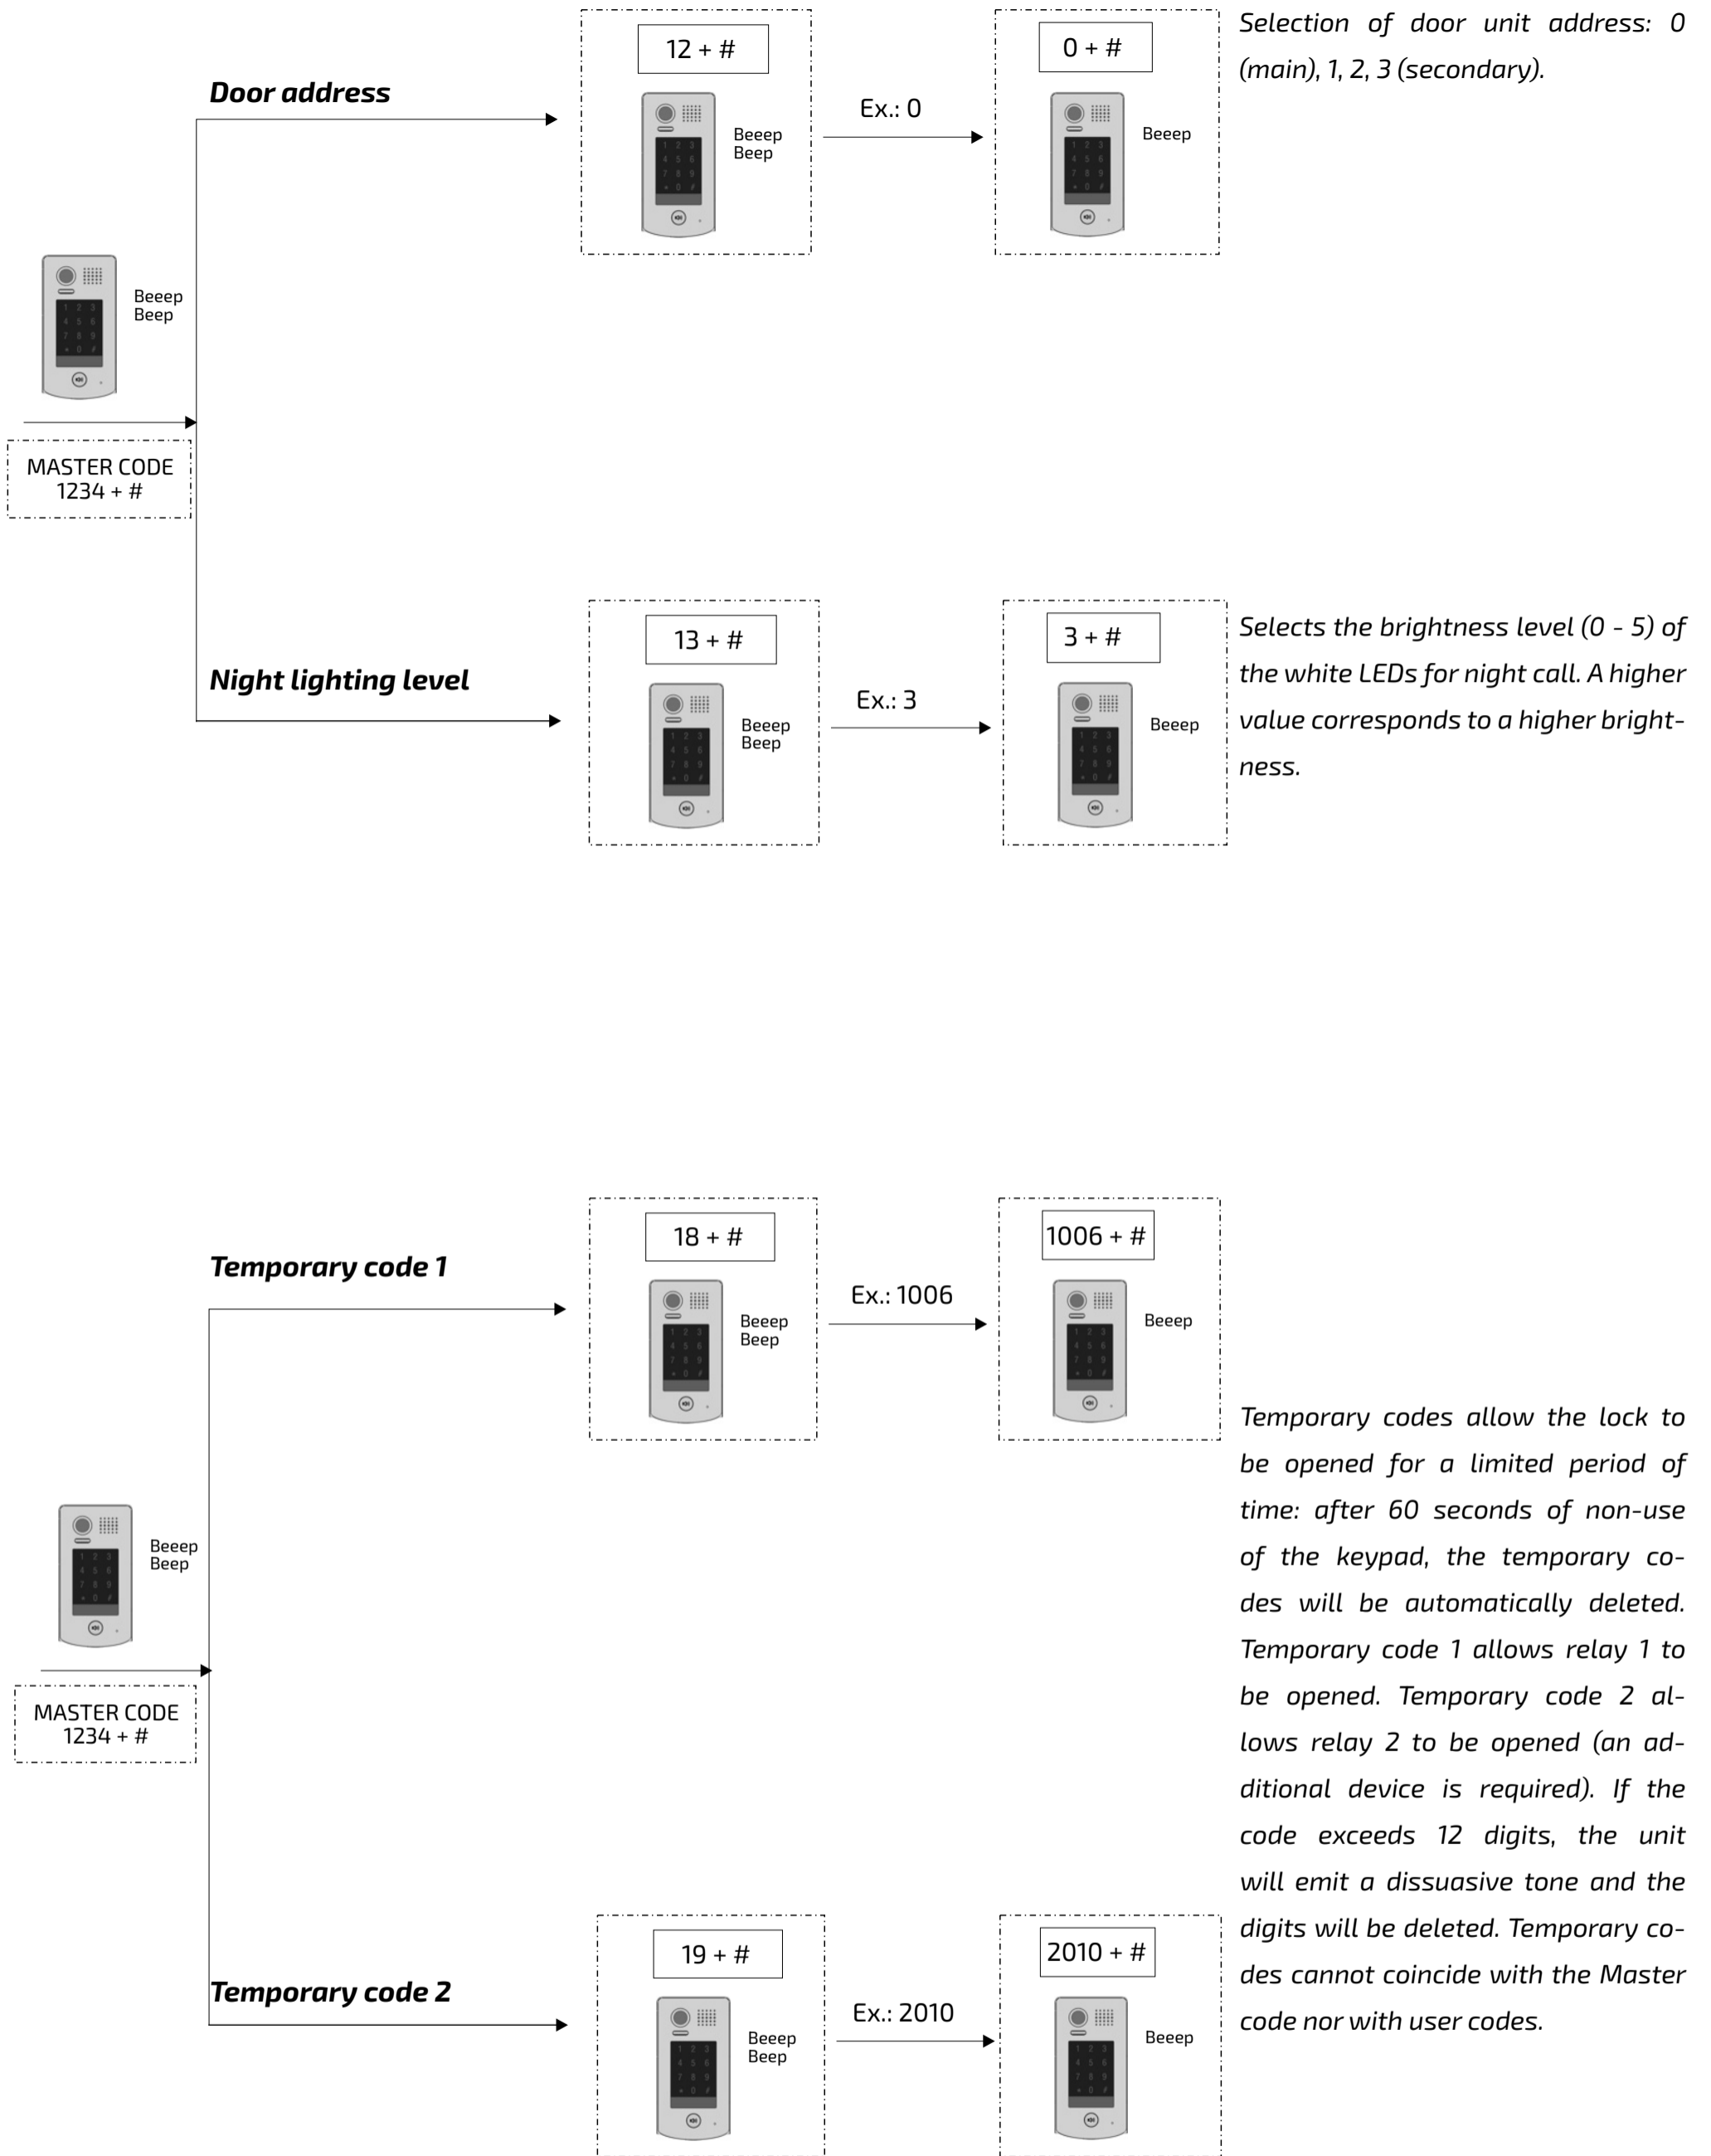 12 + #
0 + #
Selection of door unit address: 0
(main), 1, 2, 3 (secondary).
Door address
Ex.: 0
Beeep
Beep
Beeep
Beeep
Beep
MASTER CODE
1234 + #
13 + #
3 + #
Selects the brightness level (0 - 5) of
the white LEDs for night call. A higher
value corresponds to a higher bright-
ness.
Night lighting level
Ex.: 3
Beeep
Beep
Beeep
18 + #
1006 + #
Temporary code 1
Ex.: 1006
Beeep
Beep
Beeep
Temporary codes allow the lock to
be opened for a limited period of
time: after 60 seconds of non-use
of the keypad, the temporary co-
des will be automatically deleted.
Temporary code 1 allows relay 1 to
be opened. Temporary code 2 al-
lows relay 2 to be opened (an ad-
ditional device is required). If the
code exceeds 12 digits, the unit
will emit a dissuasive tone and the
digits will be deleted. Temporary co-
des cannot coincide with the Master
code nor with user codes.
Beeep
Beep
MASTER CODE
1234 + #
19 + #
2010 + #
Temporary code 2
Ex.: 2010
Beeep
Beep
Beeep